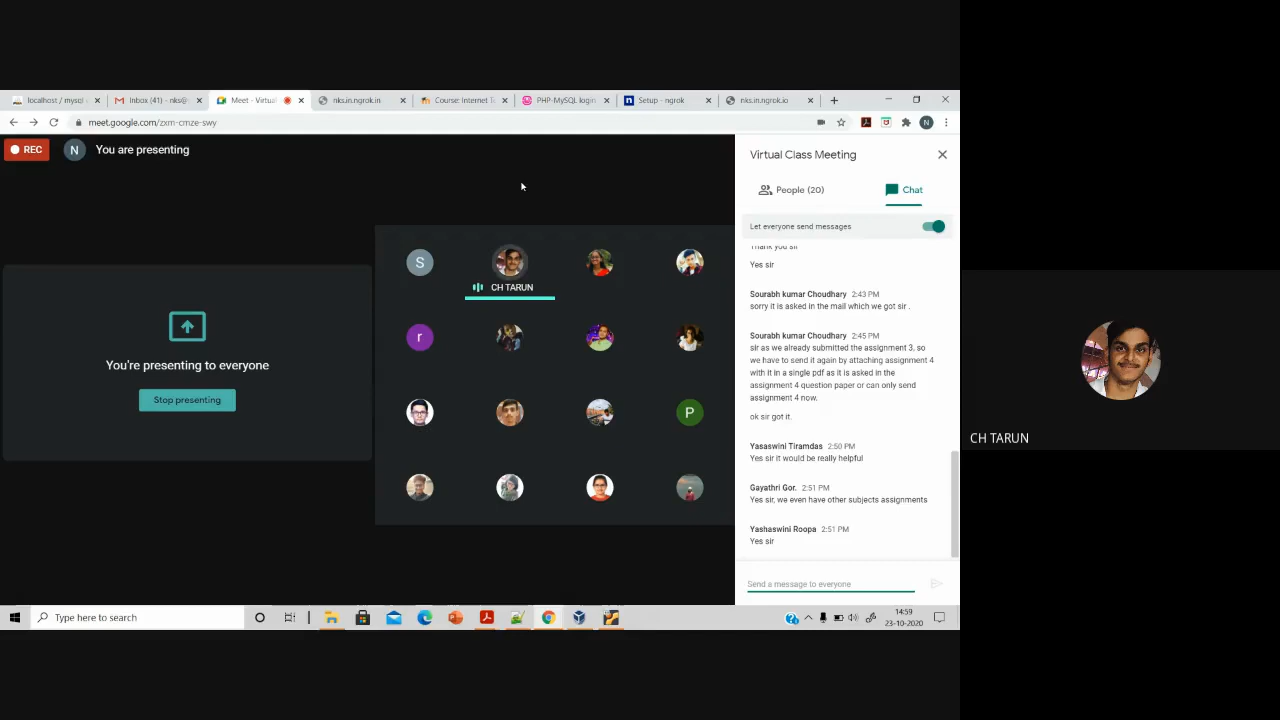 localhost / mysql
Inbox (41) - nks@
Meet - Virtual
nks.in.ngrok.in
Course: Internet T
PHP-MySQL login
Setup - ngrok
nks.in.ngrok.io
meet.google.com/zxm-cmze-swy
REC
N
You are presenting
N
Virtual Class Meeting
People (20)
Chat
Let everyone send messages
Thank you sir
Yes sir
Sourabh kumar Choudhary 2:43 PM
sorry it is asked in the mail which we got sir .
Sourabh kumar Choudhary 2:45 PM
sir as we already submitted the assignment 3, so
we have to send it again by attaching assignment 4
with it in a single pdf as it is asked in the
assignment 4 question paper or can only send
assignment 4 now.
ok sir got it.
Yasaswini Tiramdas 2:50 PM
Yes sir it would be really helpful
Gayathri Gor. 2:51 PM
Yes sir, we even have other subjects assignments
Yashaswini Roopa 2:51 PM
Yes sir
Send a message to everyone
S
CH TARUN
r
P
You're presenting to everyone
Stop presenting
CH TARUN
Type here to search
14:59
23-10-2020